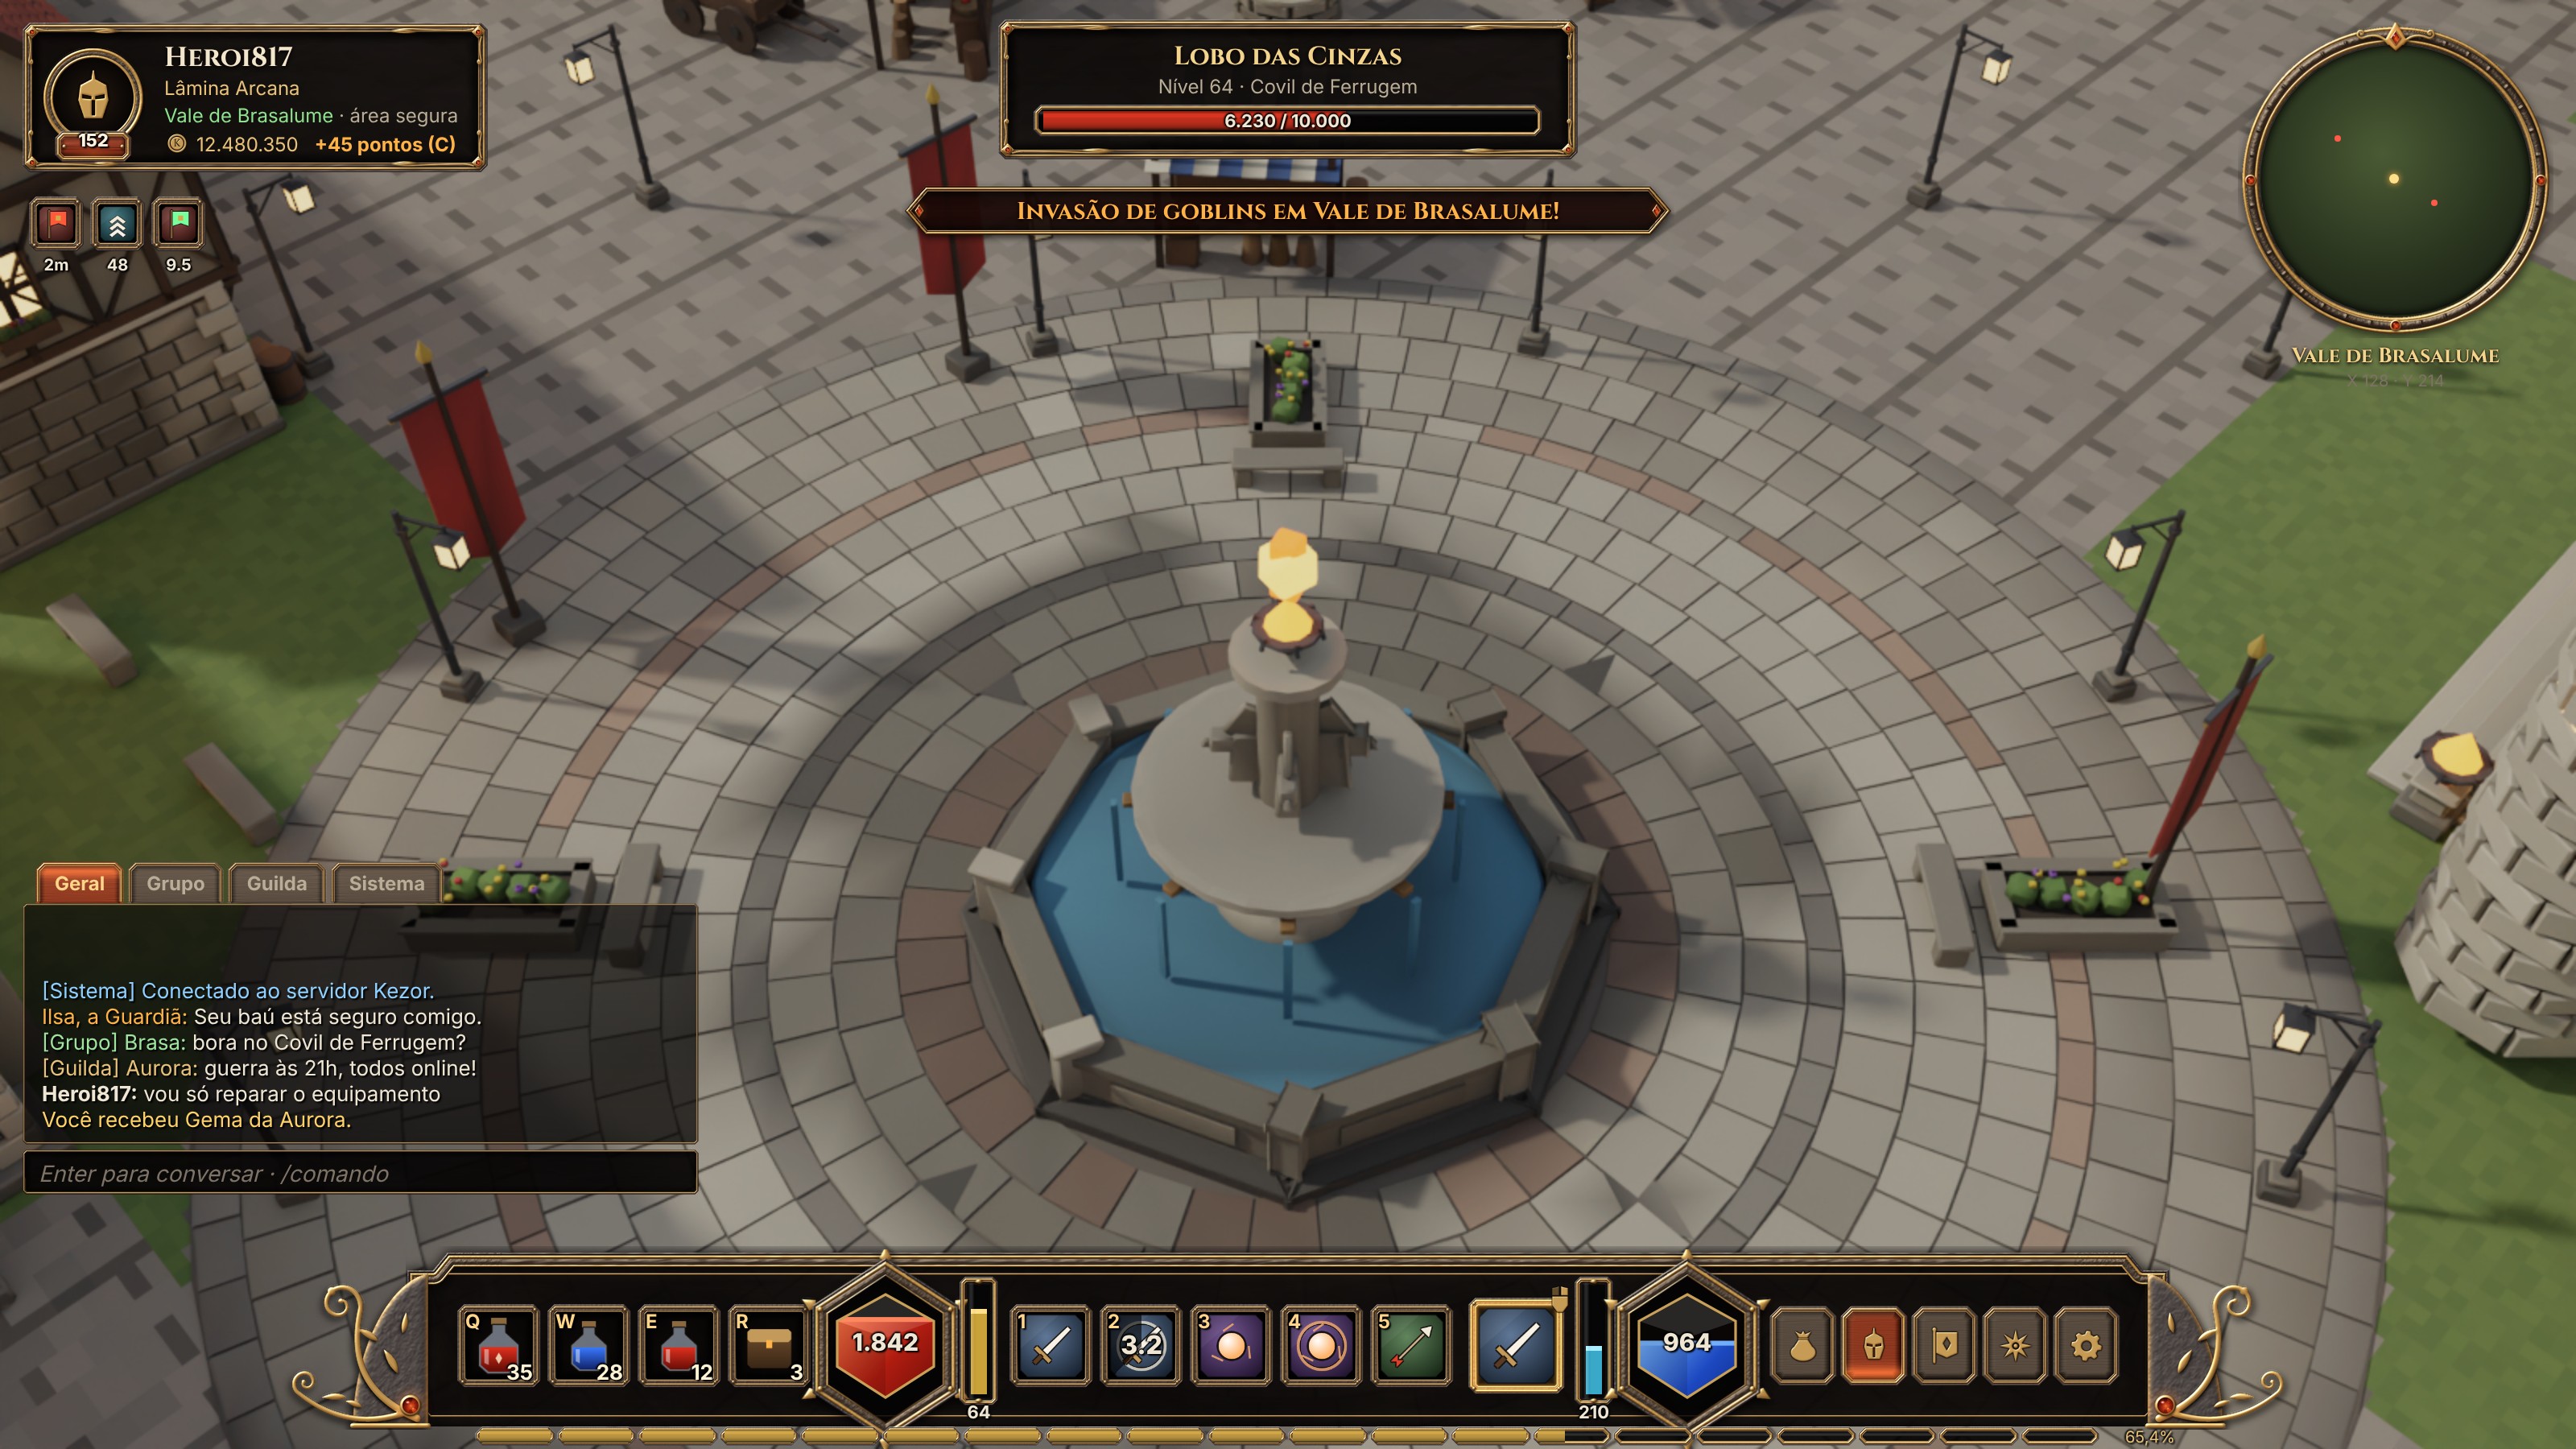 Heroi817
Lâmina Arcana
Vale de Brasalume · área segura
152
12.480.350 +45 pontos (C)
2m 48 9.5
Lobo das Cinzas
Nível 64 · Covil de Ferrugem
6.230 / 10.000
Invasão de goblins em Vale de Brasalume!
Vale de Brasalume
X 128 · Y 214
Geral Grupo Guilda Sistema
[Sistema] Conectado ao servidor Kezor.
Ilsa, a Guardiã: Seu baú está seguro comigo.
[Grupo] Brasa: bora no Covil de Ferrugem?
[Guilda] Aurora: guerra às 21h, todos online!
Heroi817: vou só reparar o equipamento
Você recebeu Gema da Aurora.
Enter para conversar · /comando
Q W E R 1 2 3 4 5
1.842 3.2 964
35 28 12 3
64 210
65,4%